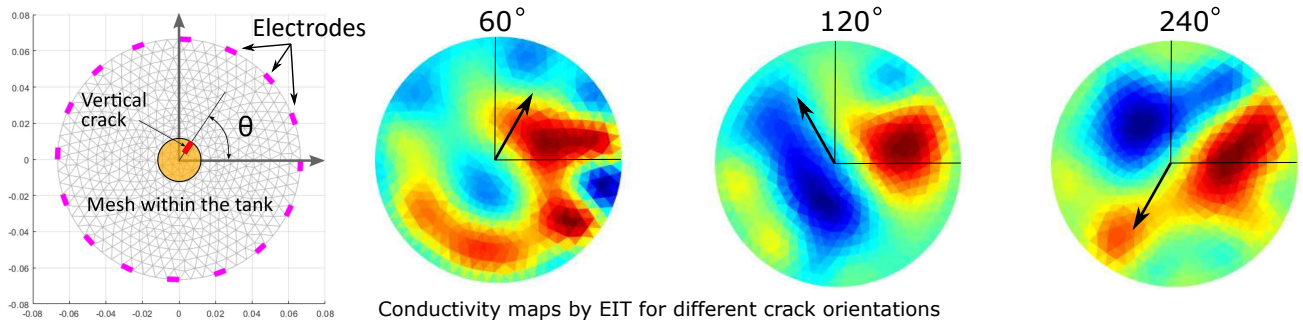 60°
120°
240°
Electrodes
Vertical
crack
θ
Mesh within the tank
0.08
0.06
0.04
0.02
0
-0.02
-0.04
-0.06
-0.08
-0.08 -0.06 -0.04 -0.02 0 0.02 0.04 0.06 0.08
Conductivity maps by EIT for different crack orientations